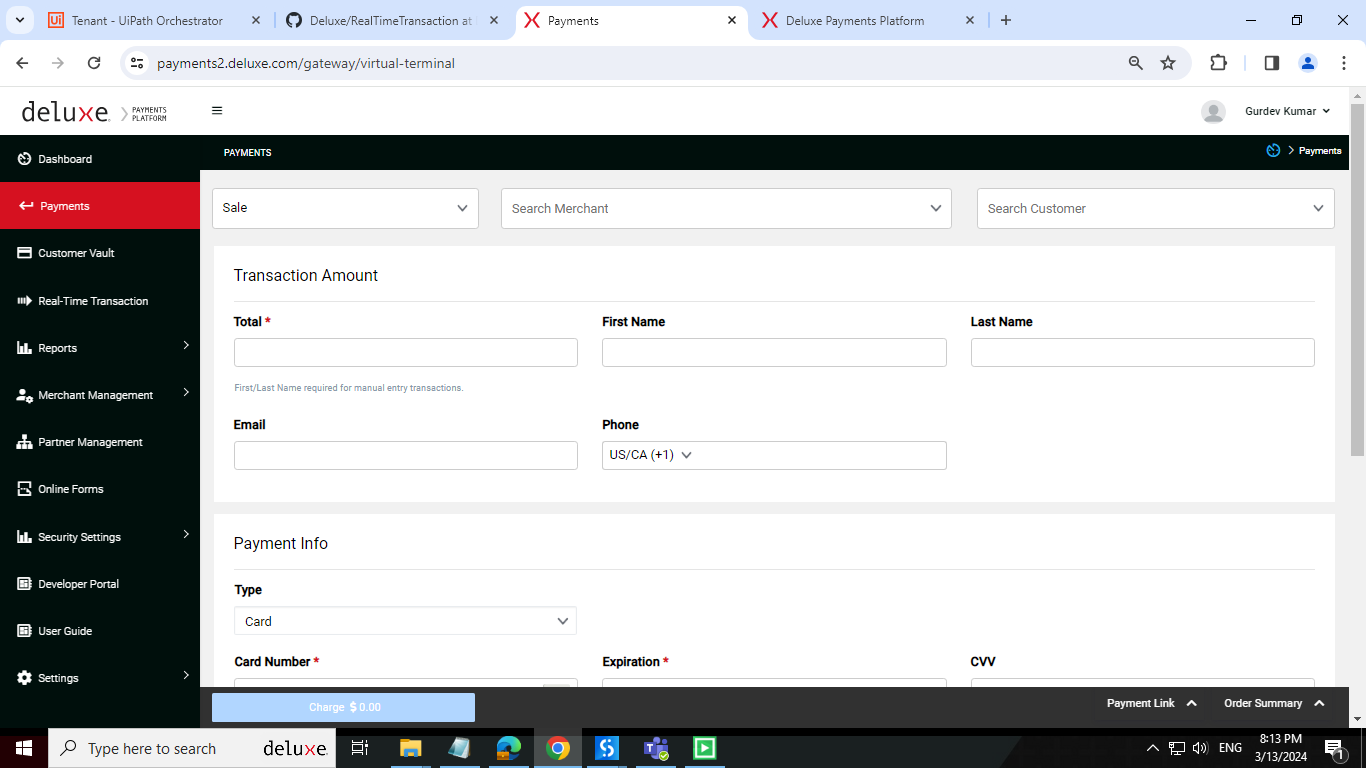 Tenant - UiPath Orchestrator
Deluxe/RealTimeTransaction at
Payments
Deluxe Payments Platform
payments2.deluxe.com/gateway/virtual-terminal
deluxe. PAYMENTS PLATFORM
Gurdev Kumar
Dashboard
Payments
Customer Vault
Real-Time Transaction
Reports
Merchant Management
Partner Management
Online Forms
Security Settings
Developer Portal
User Guide
Settings
PAYMENTS
Payments
Sale
Search Merchant
Search Customer
Transaction Amount
Total *
First Name
Last Name
First/Last Name required for manual entry transactions.
Email
Phone
US/CA (+1)
Payment Info
Type
Card
Card Number *
Expiration *
CVV
Charge $ 0.00
Payment Link
Order Summary
Type here to search
deluxe.
ENG
8:13 PM
3/13/2024
1